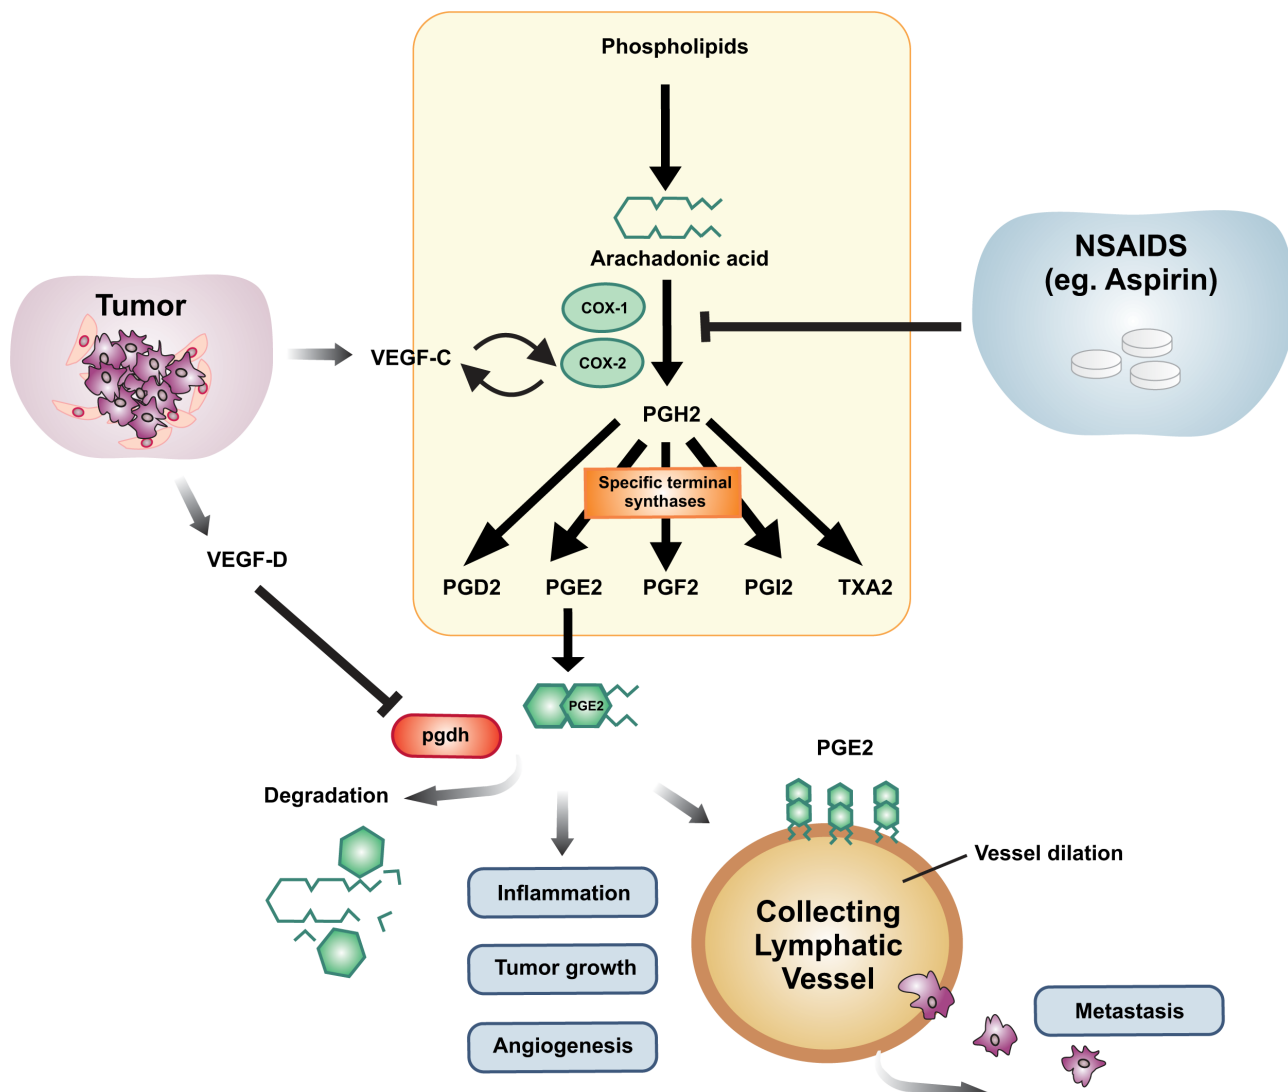 Phospholipids
Arachadonic acid
NSAIDS
(eg. Aspirin)
Tumor
COX-1
VEGF-C
COX-2
PGH2
Specific terminal
synthases
VEGF-D
PGD2
PGE2
PGF2
PGI2
TXA2
PGE2
pgdh
PGE2
Degradation
Vessel dilation
Inflammation
Collecting
Lymphatic
Vessel
Tumor growth
Metastasis
Angiogenesis